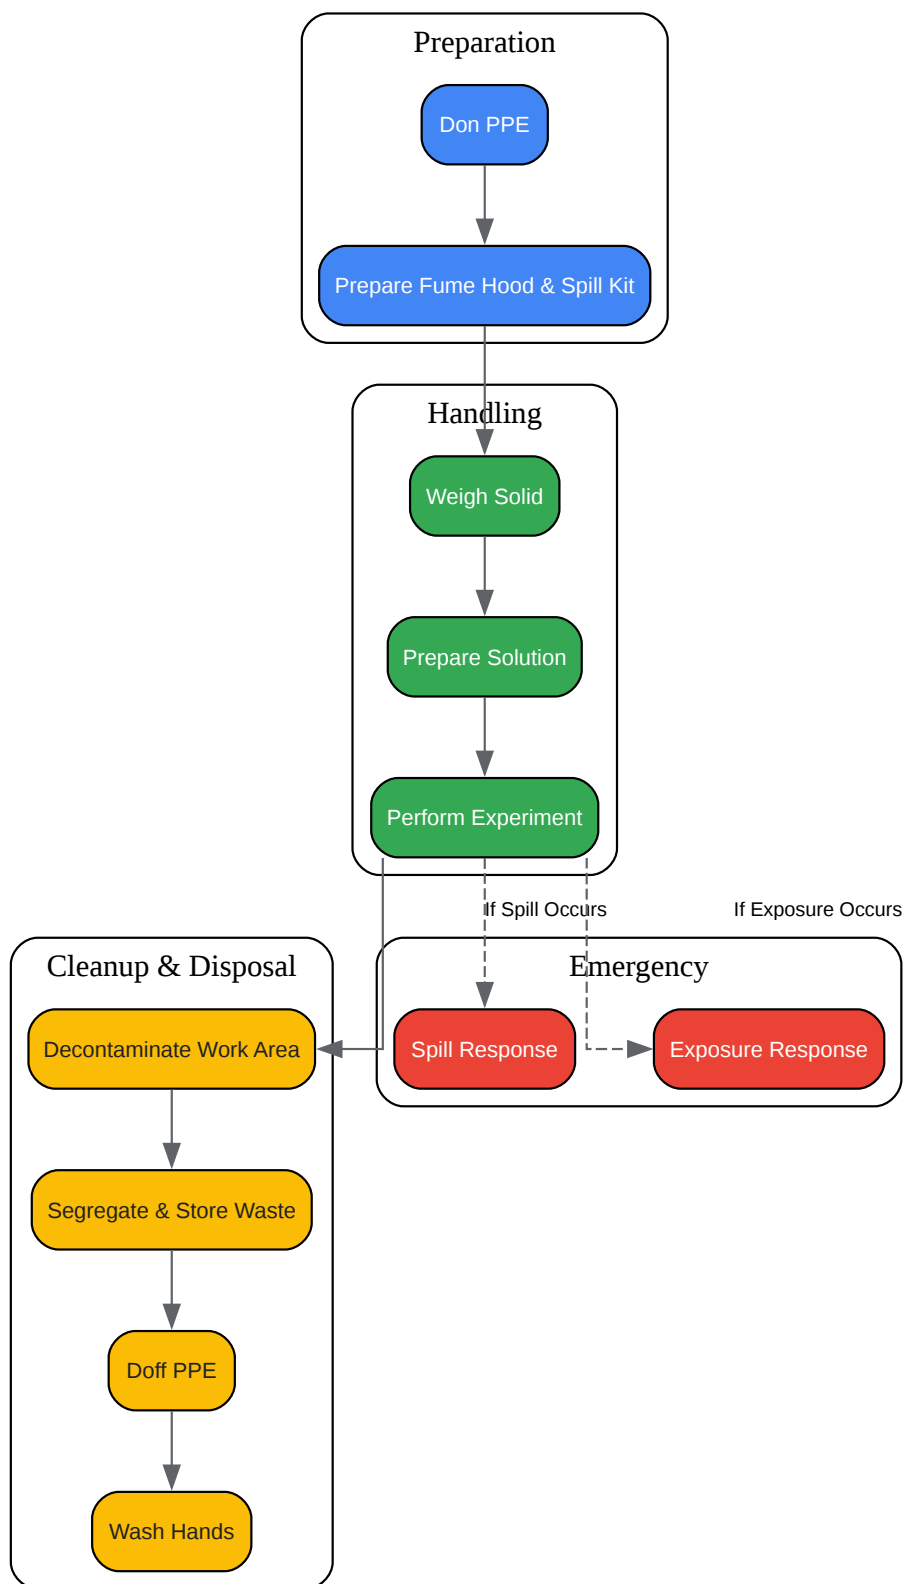 Preparation
Don PPE
Prepare Fume Hood & Spill Kit
Handling
Weigh Solid
Prepare Solution
Perform Experiment
If Spill Occurs
If Exposure Occurs
Cleanup & Disposal
Emergency
Decontaminate Work Area
Spill Response
Exposure Response
Segregate & Store Waste
Doff PPE
Wash Hands